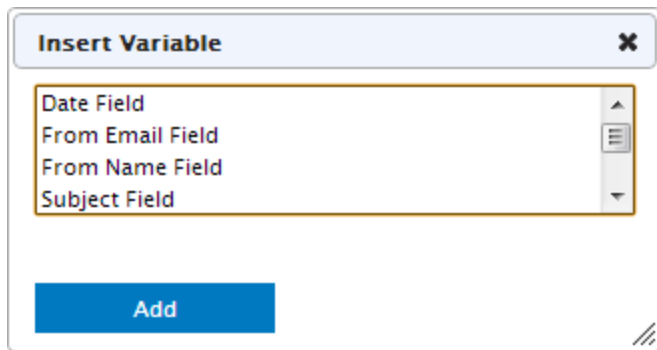 Insert Variable
Date Field
From Email Field
From Name Field
Subject Field
Add